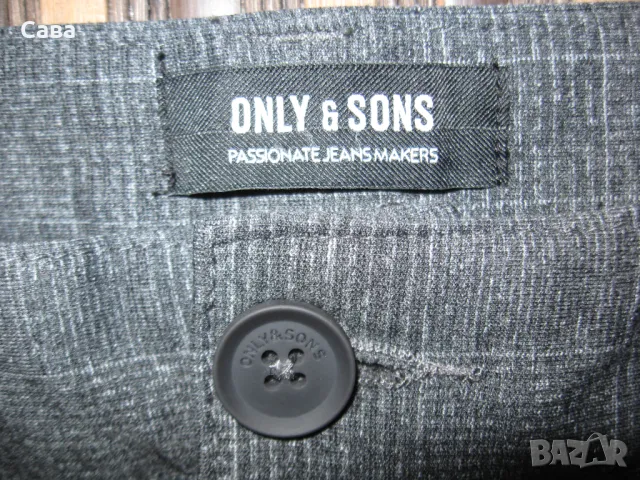 Сава
ONLY & SONS
PASSIONATE JEANS MAKERS
ONLY&SONS
BAZAR